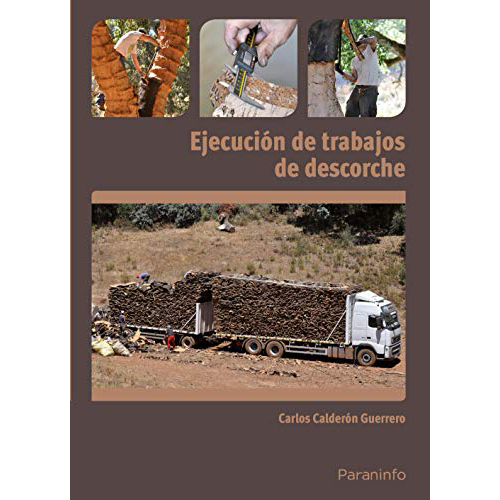 Ejecución de trabajos
de descorche
Carlos Calderón Guerrero
Paraninfo